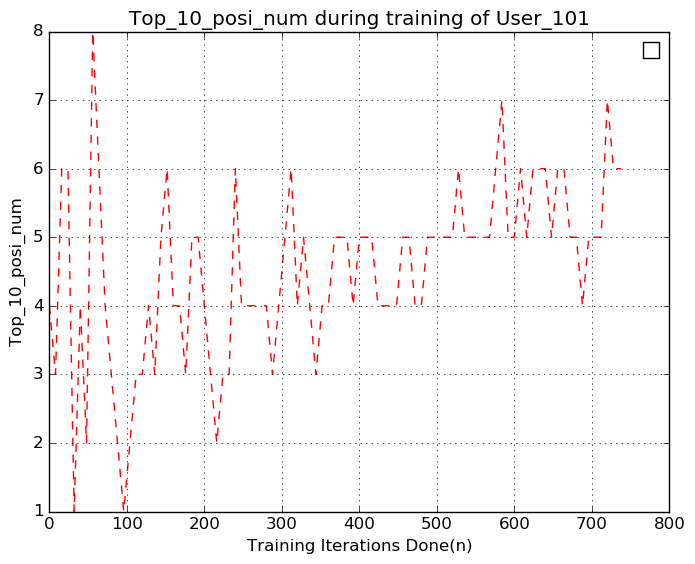 Top_10_posi_num during training of User_101
8
7
6
5
4
3
2
1
Top_10_posi_num
0 100 200 300 400 500 600 700 800
Training Iterations Done(n)